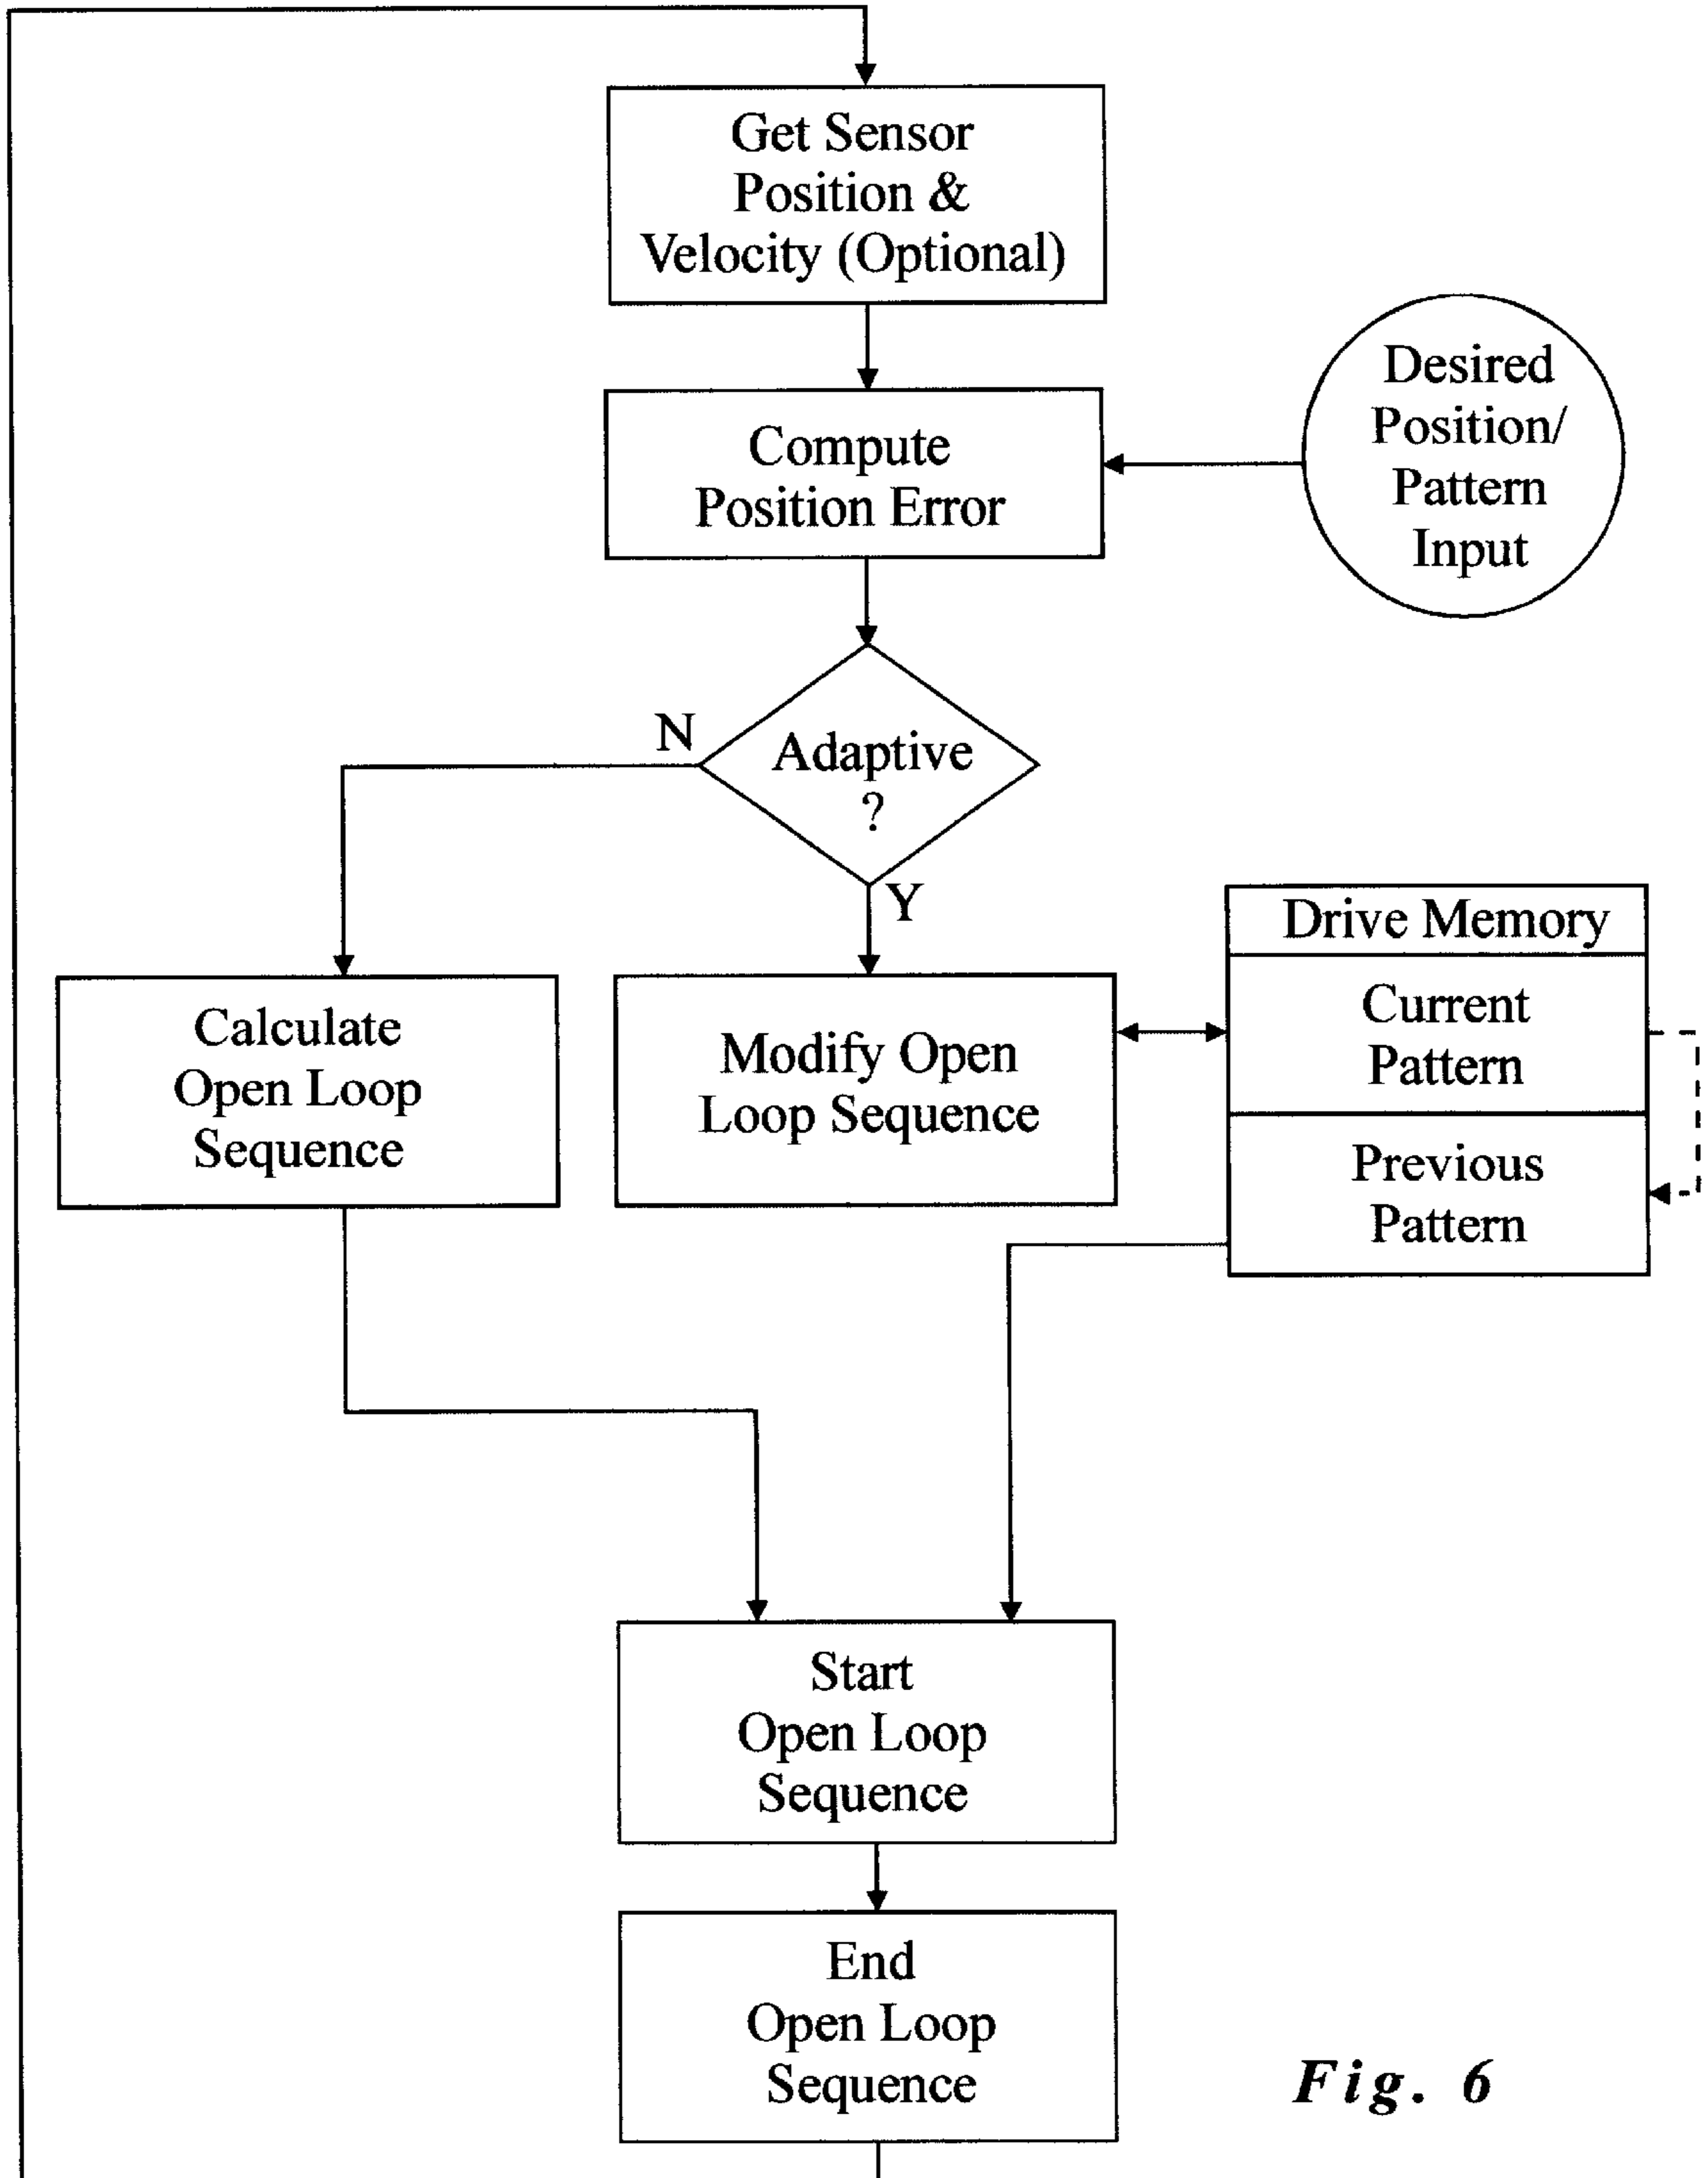 Get Sensor
Position &
Velocity (Optional)
Desired
Position/
Pattern
Input
Compute
Position Error
N
Adaptive
?
Y
Drive Memory
Current
Pattern
Previous
Pattern
Calculate
Open Loop
Sequence
Modify Open
Loop Sequence
Start
Open Loop
Sequence
End
Open Loop
Sequence
Fig. 6